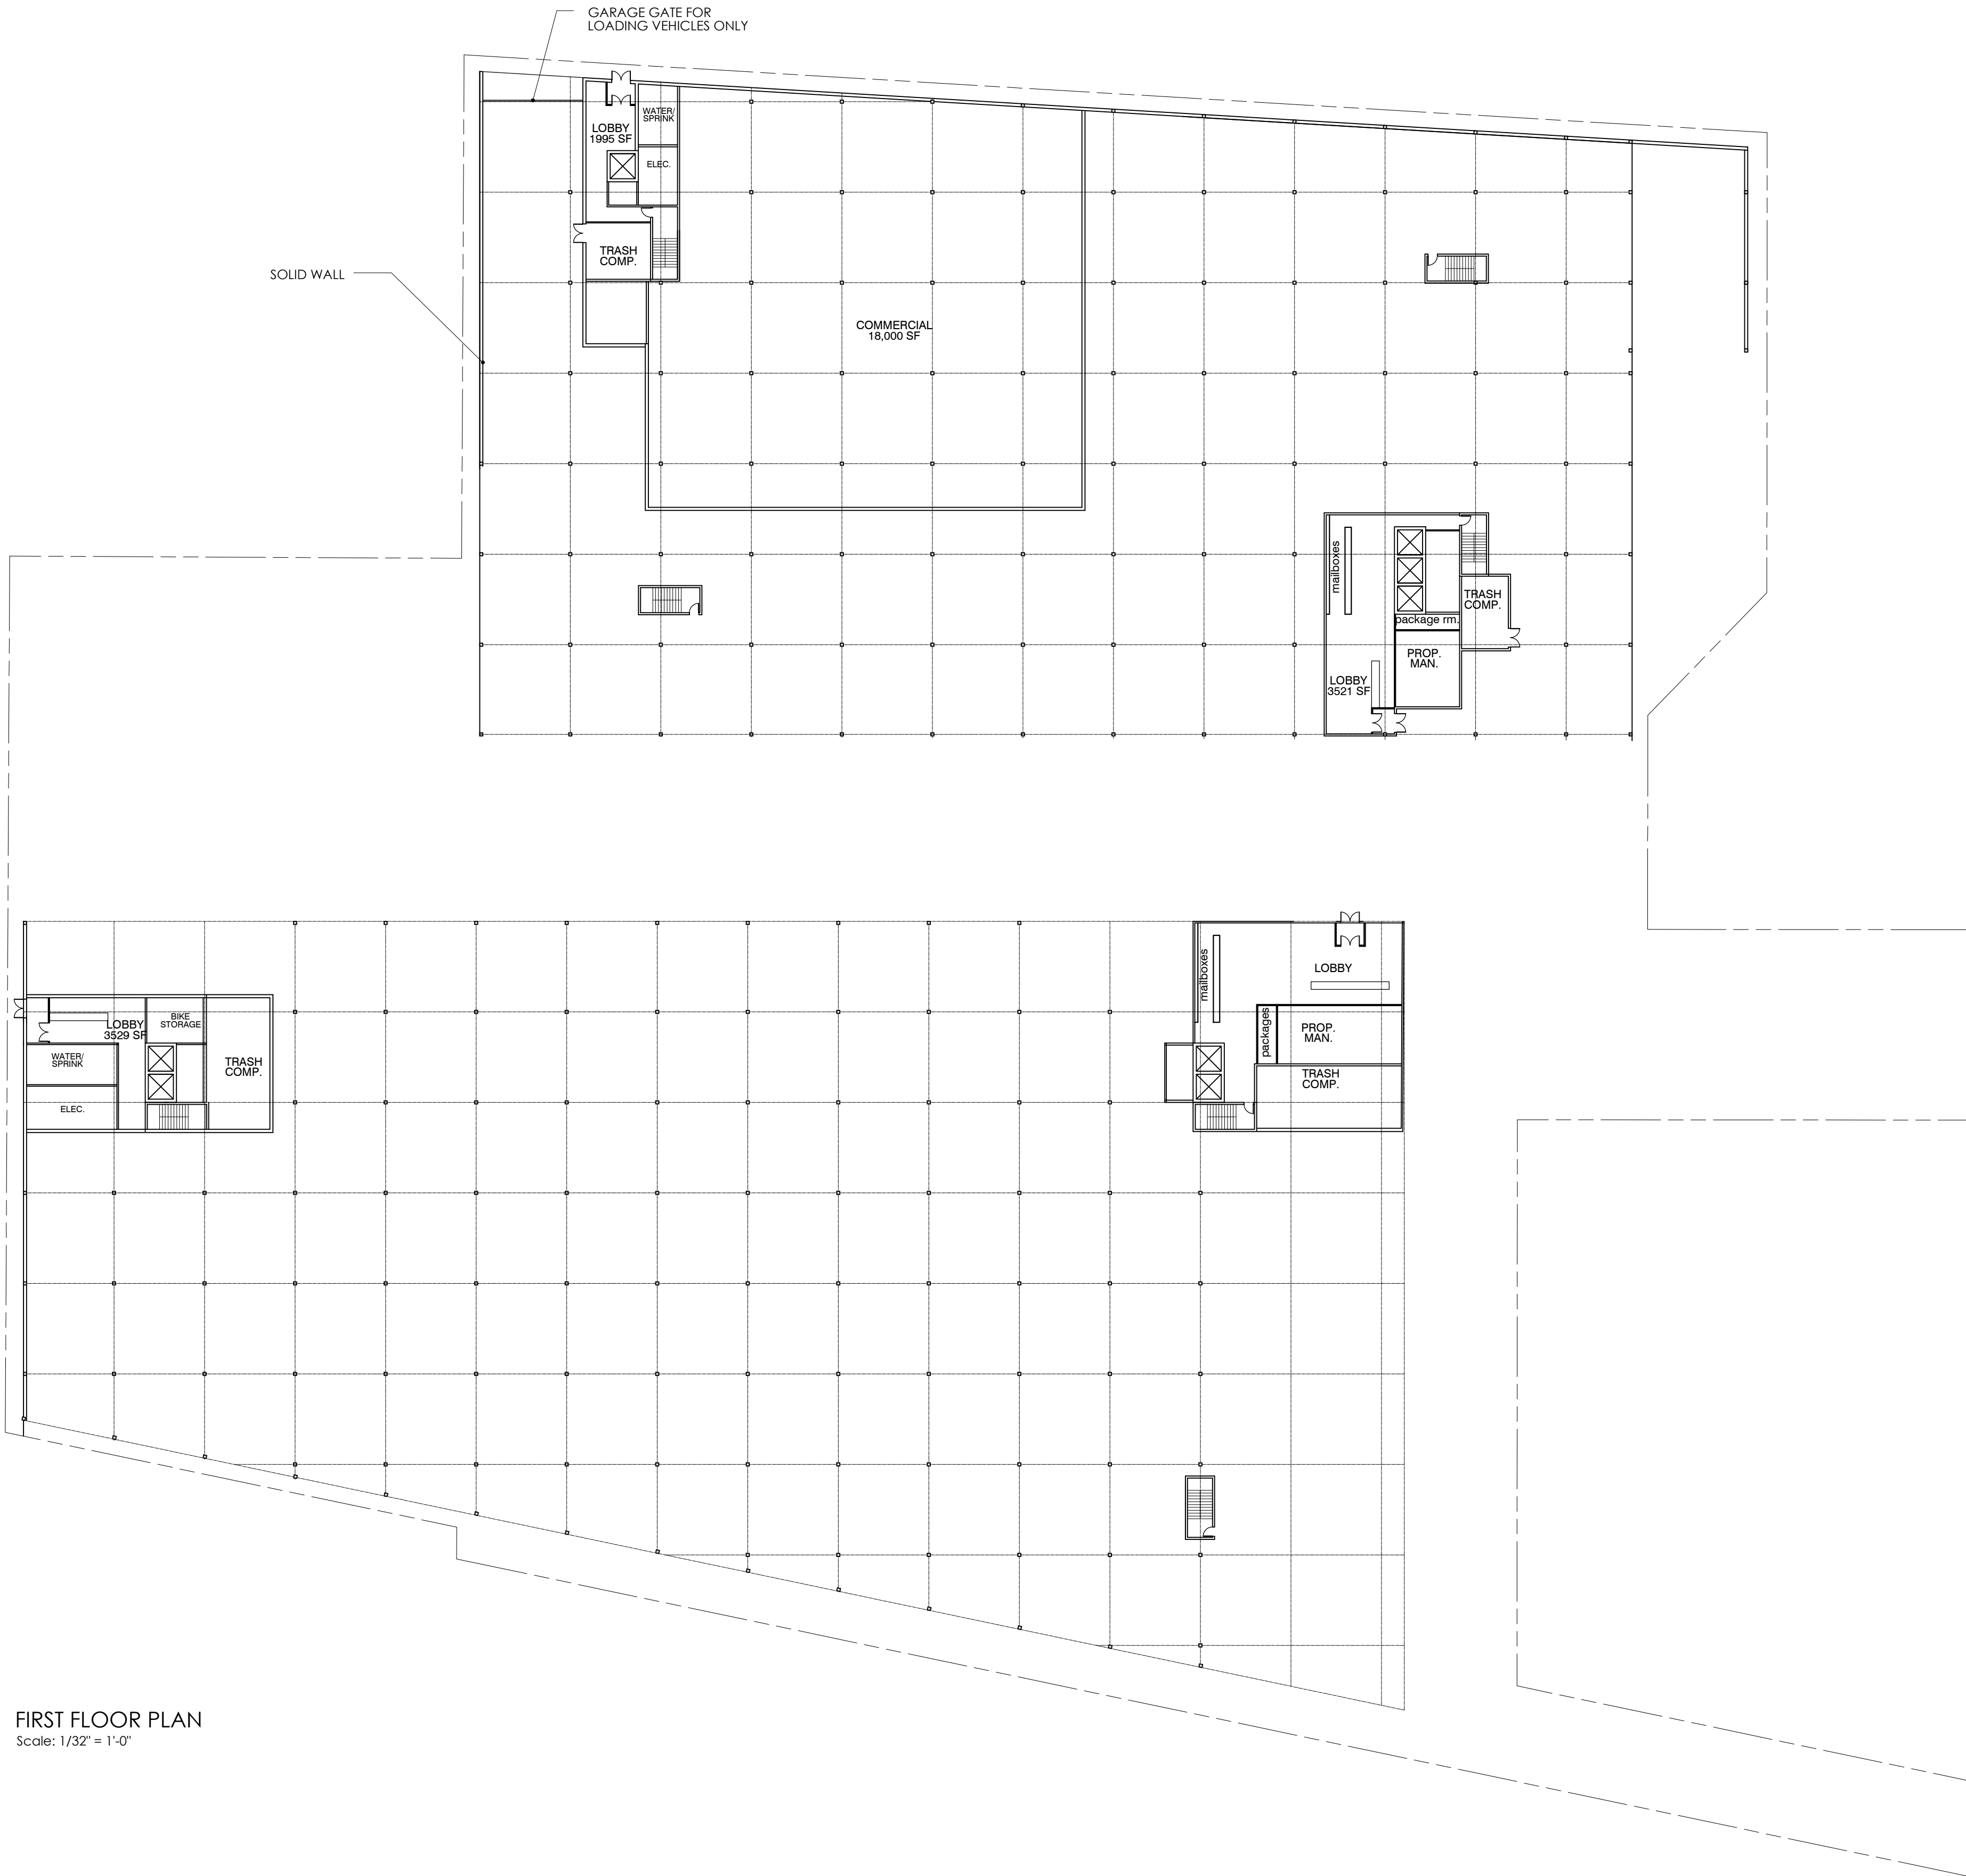 GARAGE GATE FOR
LOADING VEHICLES ONLY
WATER/
SPRINK
LOBBY
1995 SF
ELEC.
TRASH
COMP.
SOLID WALL
COMMERCIAL
18,000 SF
mailboxes
TRASH
COMP.
package rm.
PROP.
MAN.
LOBBY
3521 SF
mailboxes
LOBBY
packages
PROP.
MAN.
TRASH
COMP.
BIKE
STORAGE
LOBBY
3529 SF
WATER/
SPRINK
TRASH
COMP.
ELEC.
FIRST FLOOR PLAN
Scale: 1/32" = 1'-0"